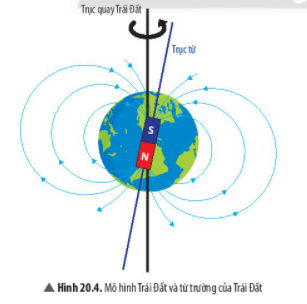 Trục quay Trái Đất
Trục từ
S
N
▲ Hình 20.4. Mô hình Trái Đất và từ trường của Trái Đất